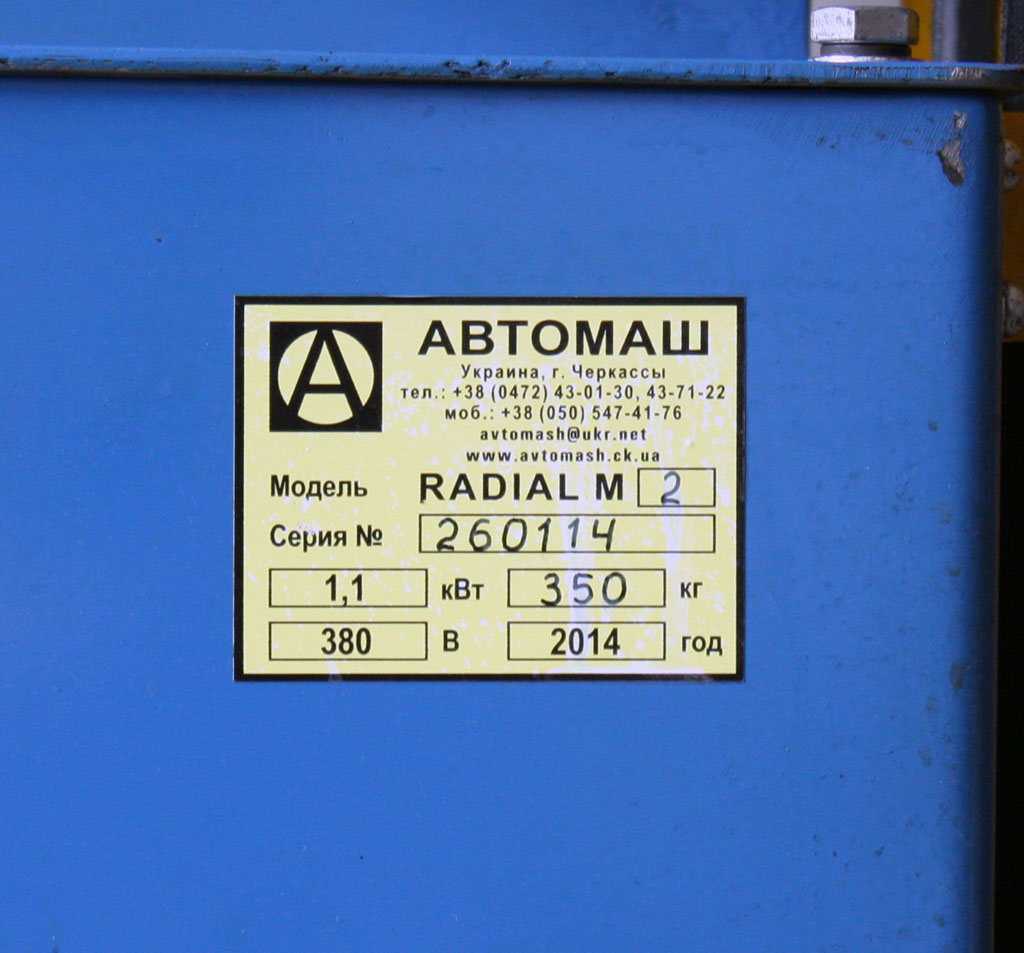 А
АВТОМАШ
Украина, г. Черкассы
тел.: +38 (0472) 43-01-30, 43-71-22
моб.: +38 (050) 547-41-76
avtomash@ukr.net
www.avtomash.ck.ua
Модель RADIAL M 2
Серия № 260114
1,1 кВт 350 кг
380 В 2014 год